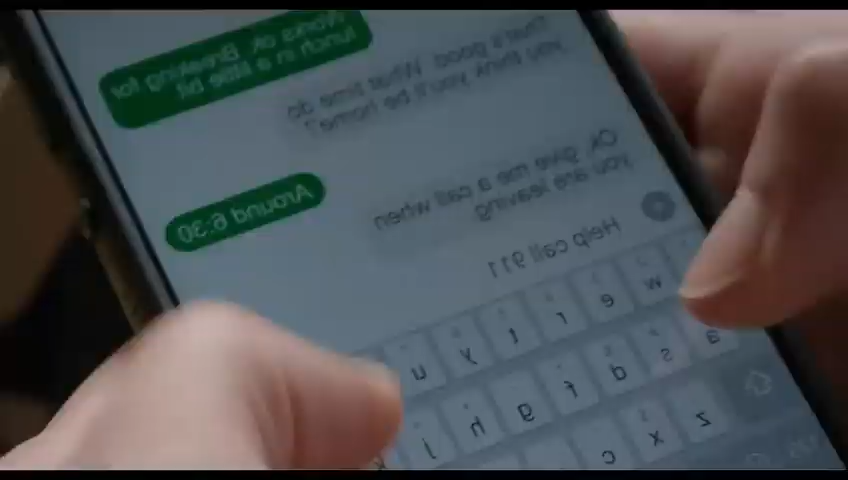 Works ok. Breaking for
lunch in a little bit
That's good. What time do
you think you'll be home?
Around 6:30
Ok, give me a call when
you are leaving
Help call 911
w e r t y u
a s d f g h j
z x c